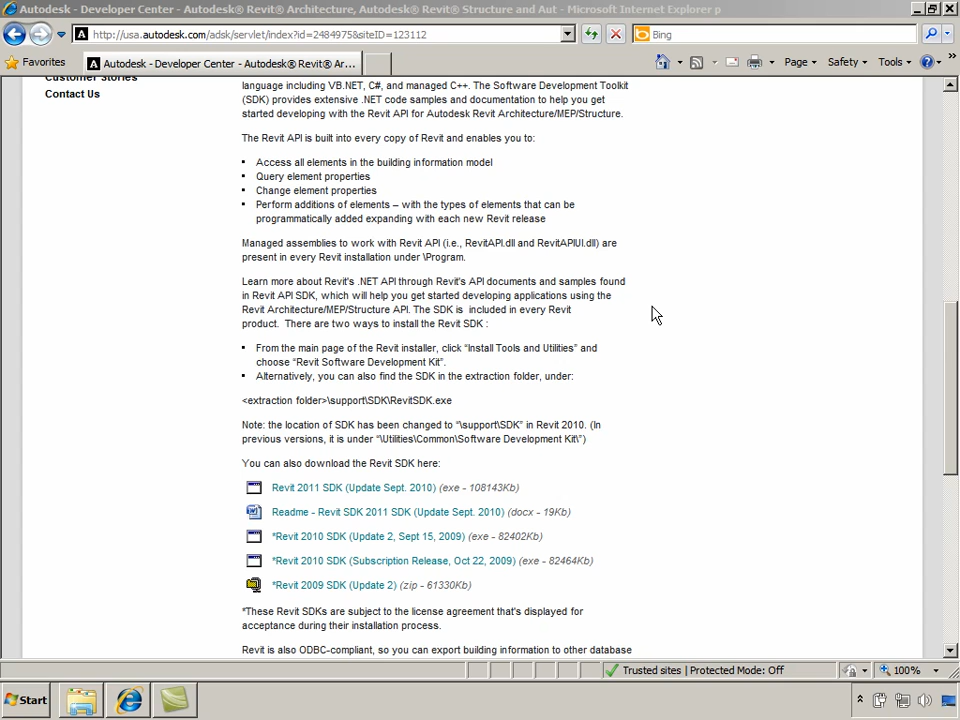 Autodesk - Developer Center - Autodesk® Revit® Architecture, Autodesk® Revit® Structure and Aut - Microsoft Internet Explorer p
http://usa.autodesk.com/adsk/servlet/index?id=2484975&siteID=123112
Bing
Favorites
Autodesk - Developer Center - Autodesk® Revit® Ar...
Page
Safety
Tools
Customer Stories
Contact Us
language including VB.NET, C#, and managed C++. The Software Development Toolkit
(SDK) provides extensive .NET code samples and documentation to help you get
started developing with the Revit API for Autodesk Revit Architecture/MEP/Structure.
The Revit API is built into every copy of Revit and enables you to:
▪ Access all elements in the building information model
▪ Query element properties
▪ Change element properties
▪ Perform additions of elements – with the types of elements that can be
programmatically added expanding with each new Revit release
Managed assemblies to work with Revit API (i.e., RevitAPI.dll and RevitAPIUI.dll) are
present in every Revit installation under \Program.
Learn more about Revit's .NET API through Revit's API documents and samples found
in Revit API SDK, which will help you get started developing applications using the
Revit Architecture/MEP/Structure API. The SDK is included in every Revit
product. There are two ways to install the Revit SDK :
▪ From the main page of the Revit installer, click “Install Tools and Utilities” and
choose “Revit Software Development Kit”.
▪ Alternatively, you can also find the SDK in the extraction folder, under:
<extraction folder>\support\SDK\RevitSDK.exe
Note: the location of SDK has been changed to “\support\SDK” in Revit 2010. (In
previous versions, it is under “\Utilities\Common\Software Development Kit\”)
You can also download the Revit SDK here:
Revit 2011 SDK (Update Sept. 2010) (exe - 108143Kb)
Readme - Revit SDK 2011 SDK (Update Sept. 2010) (docx - 19Kb)
*Revit 2010 SDK (Update 2, Sept 15, 2009) (exe - 82402Kb)
*Revit 2010 SDK (Subscription Release, Oct 22, 2009) (exe - 82464Kb)
*Revit 2009 SDK (Update 2) (zip - 61330Kb)
*These Revit SDKs are subject to the license agreement that's displayed for
acceptance during their installation process.
Revit is also ODBC-compliant, so you can export building information to other database
Trusted sites | Protected Mode: Off
100%
Start